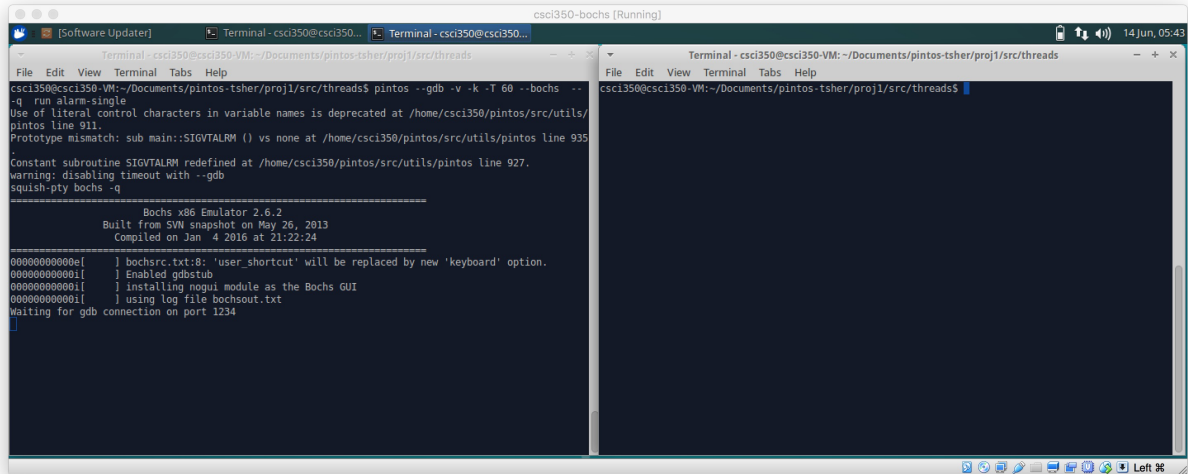 csci350-bochs [Running]
[Software Updater]
Terminal - csci350@csci350...
Terminal - csci350@csci350...
14 Jun, 05:43
Terminal - csci350@csci350-VM: ~/Documents/pintos-tsher/proj1/src/threads
File Edit View Terminal Tabs Help
csci350@csci350-VM:~/Documents/pintos-tsher/proj1/src/threads$ pintos --gdb -v -k -T 60 --bochs  --
-q  run alarm-single
Use of literal control characters in variable names is deprecated at /home/csci350/pintos/src/utils/
pintos line 911.
Prototype mismatch: sub main::SIGVTALRM () vs none at /home/csci350/pintos/src/utils/pintos line 935
.
Constant subroutine SIGVTALRM redefined at /home/csci350/pintos/src/utils/pintos line 927.
warning: disabling timeout with --gdb
squish-pty bochs -q
========================================================================
Bochs x86 Emulator 2.6.2
Built from SVN snapshot on May 26, 2013
Compiled on Jan  4 2016 at 21:22:24
========================================================================
00000000000e[     ] bochsrc.txt:8: 'user_shortcut' will be replaced by new 'keyboard' option.
00000000000i[     ] Enabled gdbstub
00000000000i[     ] installing nogui module as the Bochs GUI
00000000000i[     ] using log file bochsout.txt
Waiting for gdb connection on port 1234
Terminal - csci350@csci350-VM: ~/Documents/pintos-tsher/proj1/src/threads
File Edit View Terminal Tabs Help
csci350@csci350-VM:~/Documents/pintos-tsher/proj1/src/threads$
Left ⌘